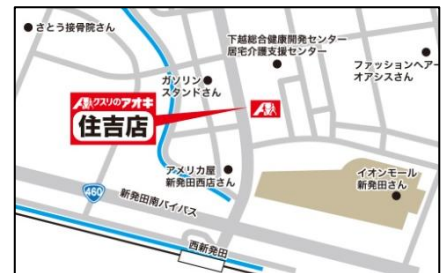 さとう接骨院さん
下越総合健康開発センター
居宅介護支援センター
ファッションヘアー
オアシスさん
ガソリン
スタンドさん
クスリのアオキ
住吉店
アメリカ屋
新発田西店さん
イオンモール
新発田さん
460
新発田南バイパス
西新発田